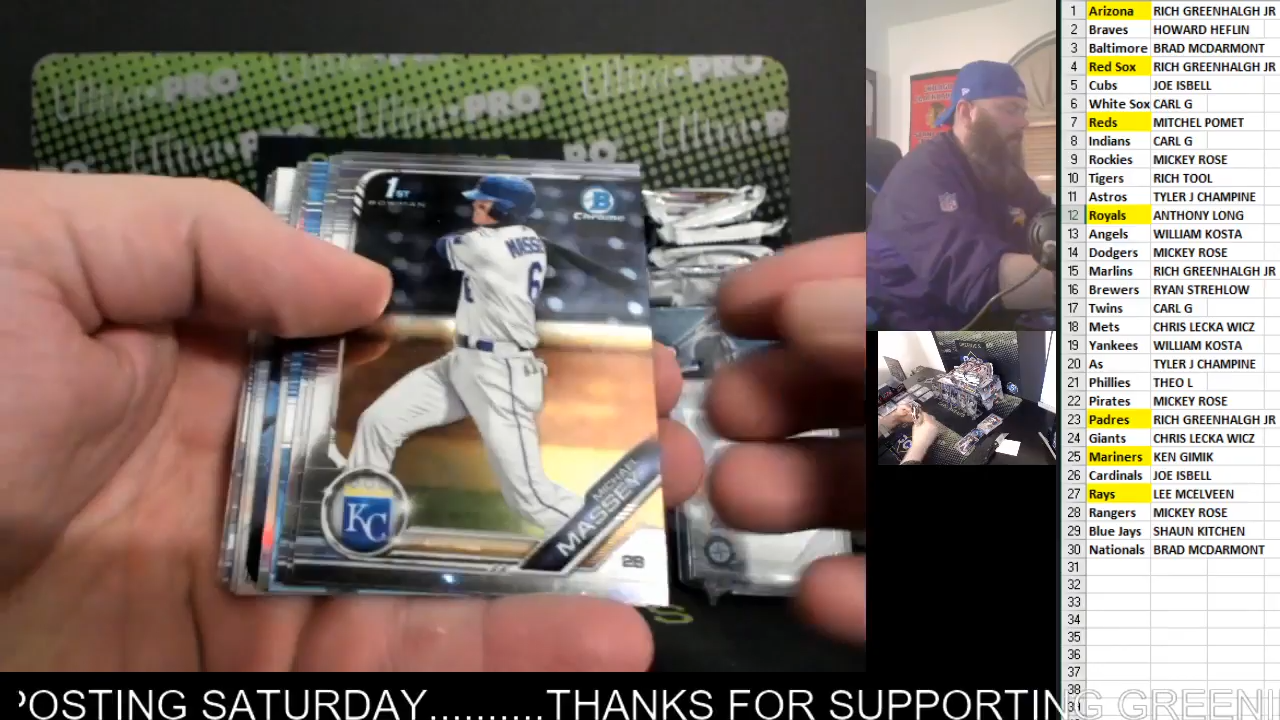 PRO
PRO
PRO
1ST
BOWMAN
B
Chrome
MASSEY
6
KC
MICHAEL
MASSEY
2B
1 Arizona RICH GREENHALGH JR
2 Braves HOWARD HEFLIN
3 Baltimore BRAD MCDARMONT
4 Red Sox RICH GREENHALGH JR
5 Cubs JOE ISBELL
6 White Sox CARL G
7 Reds MITCHEL POMET
8 Indians CARL G
9 Rockies MICKEY ROSE
10 Tigers RICH TOOL
11 Astros TYLER J CHAMPINE
12 Royals ANTHONY LONG
13 Angels WILLIAM KOSTA
14 Dodgers MICKEY ROSE
15 Marlins RICH GREENHALGH JR
16 Brewers RYAN STREHLOW
17 Twins CARL G
18 Mets CHRIS LECKA WICZ
19 Yankees WILLIAM KOSTA
20 As TYLER J CHAMPINE
21 Phillies THEO L
22 Pirates MICKEY ROSE
23 Padres RICH GREENHALGH JR
24 Giants CHRIS LECKA WICZ
25 Mariners KEN GIMIK
26 Cardinals JOE ISBELL
27 Rays LEE MCELVEEN
28 Rangers MICKEY ROSE
29 Blue Jays SHAUN KITCHEN
30 Nationals BRAD MCDARMONT
31
32
33
34
35
36
37
38
POSTING SATURDAY..........THANKS FOR SUPPORTING GREENI